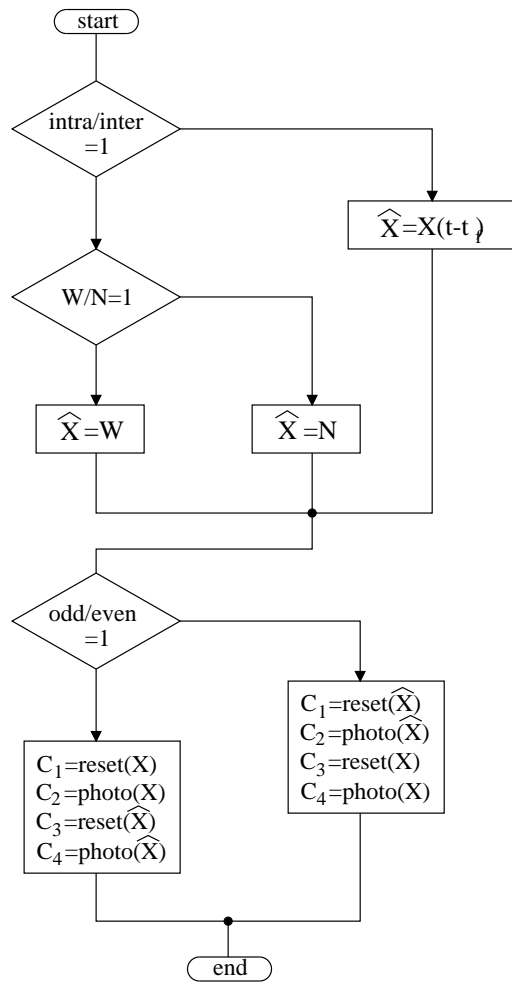 start
intra/inter
=1
X̂=X(t-t_f)
W/N=1
X̂=W
X̂=N
odd/even
=1
C₁=reset(X̂)
C₂=photo(X̂)
C₃=reset(X)
C₄=photo(X)
C₁=reset(X)
C₂=photo(X)
C₃=reset(X̂)
C₄=photo(X̂)
end